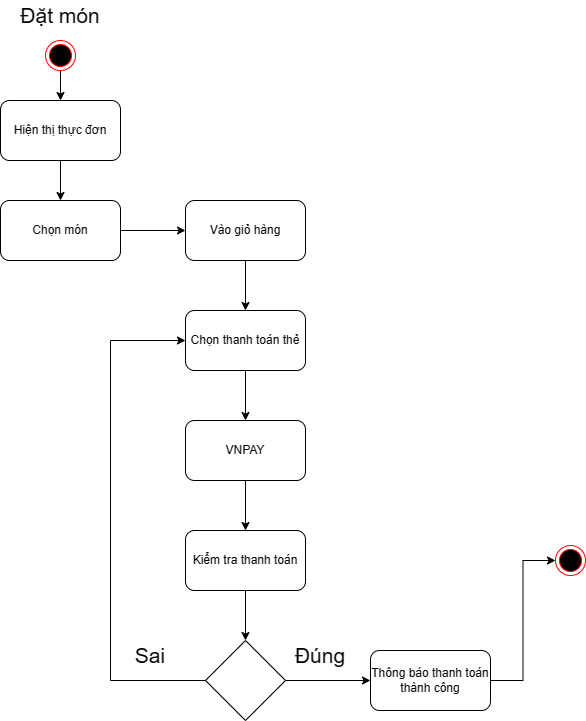 Đặt món
Hiện thị thực đơn
Chọn món
Vào giỏ hàng
Chọn thanh toán thẻ
VNPAY
Kiểm tra thanh toán
Sai
Đúng
Thông báo thanh toán
thành công